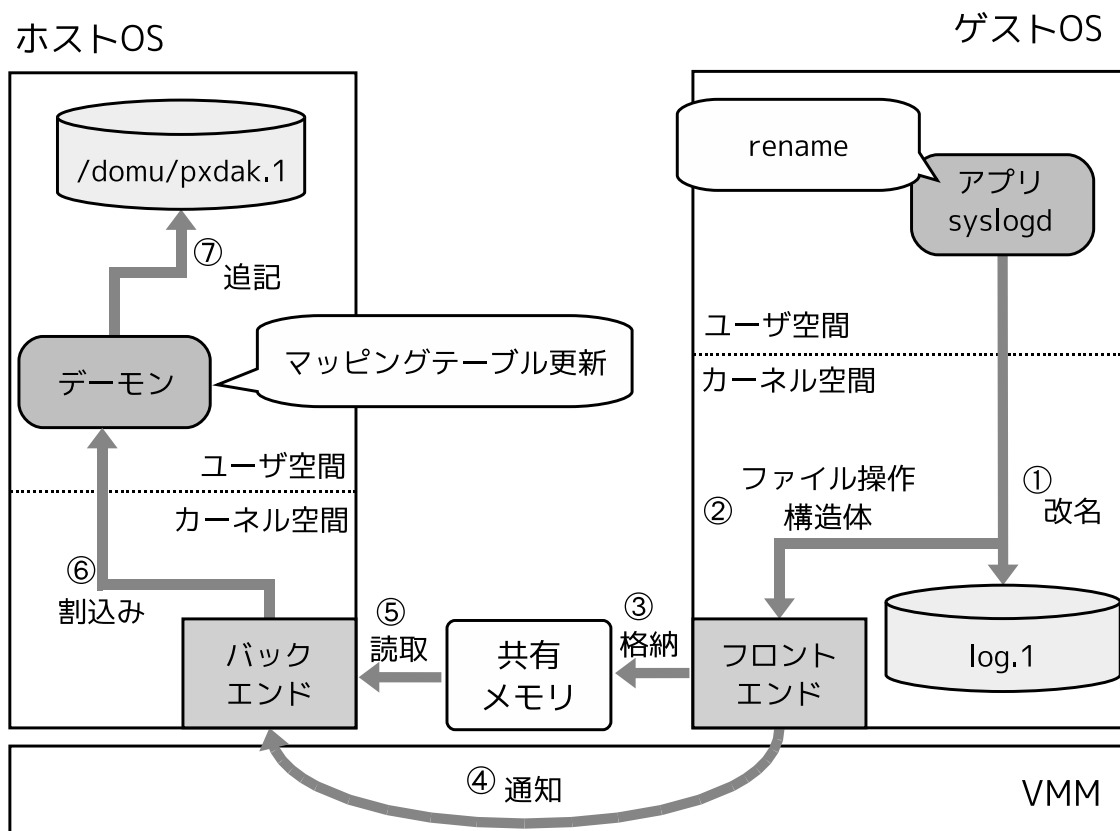 ホストOS
ゲストOS
/domu/pxdak.1
rename
アプリ
syslogd
⑦
追記
ユーザ空間
カーネル空間
マッピングテーブル更新
デーモン
ユーザ空間
カーネル空間
②
ファイル操作
構造体
①
改名
⑥
割込み
⑤
読取
③
格納
バック
エンド
共有
メモリ
フロント
エンド
log.1
④ 通知
VMM